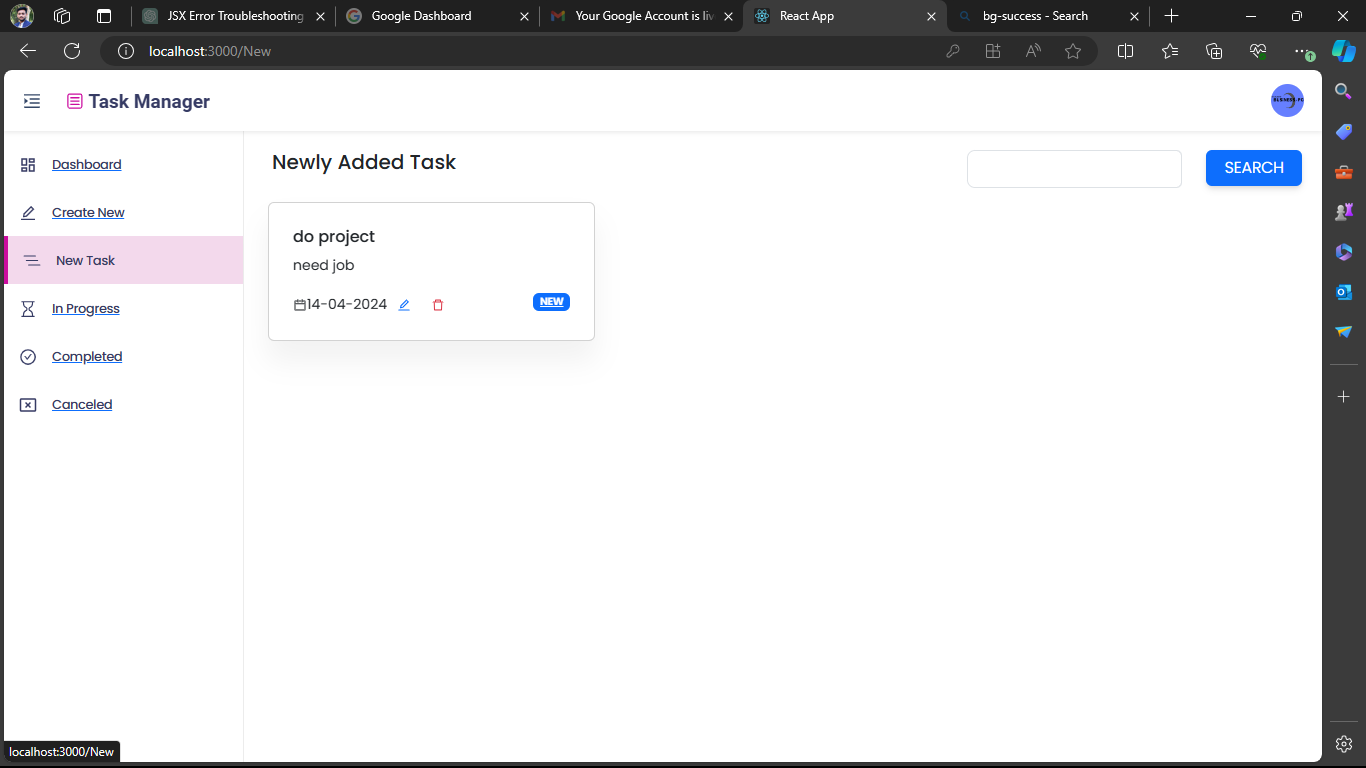 JSX Error Troubleshooting
Google Dashboard
Your Google Account is liv
React App
bg-success - Search
localhost:3000/New
Task Manager
Dashboard
Create New
New Task
In Progress
Completed
Canceled
Newly Added Task
SEARCH
do project
need job
14-04-2024
NEW
localhost:3000/New